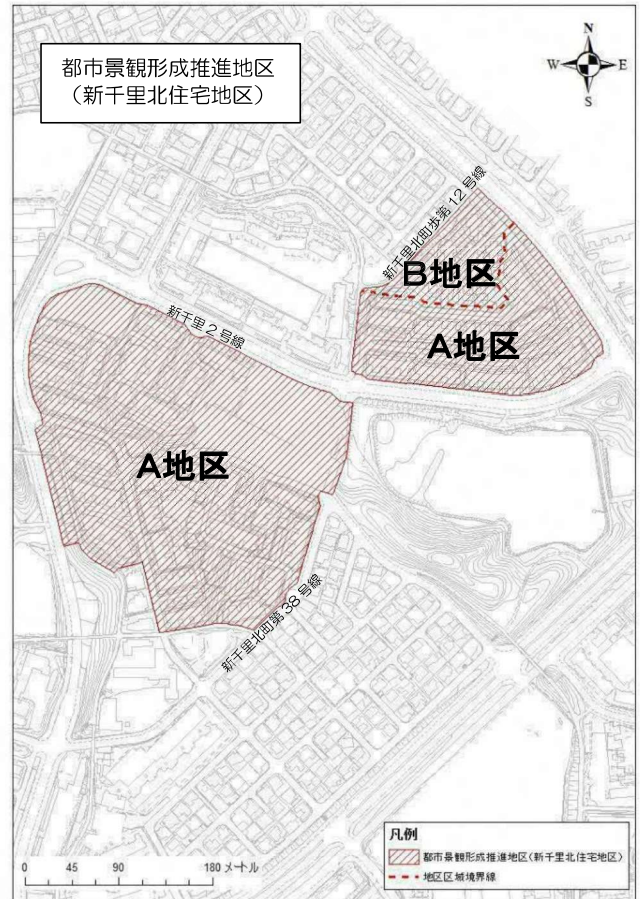 都市景観形成推進地区
（新千里北住宅地区）
N
W
E
S
新千里北町歩第12号線
B地区
新千里2号線
A地区
A地区
新千里北町第38号線
凡例
都市景観形成推進地区(新千里北住宅地区)
地区区域境界線
0 45 90 180 メートル